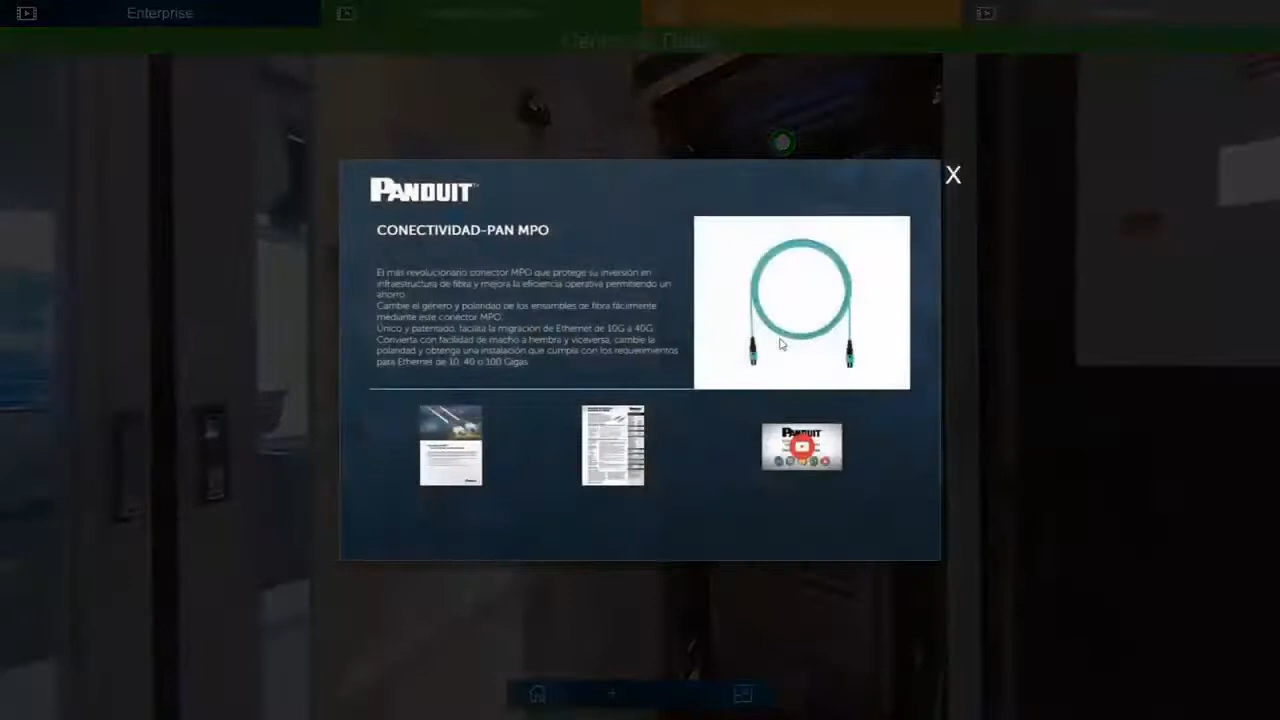 Enterprise
PANDUIT
X
CONECTIVIDAD-PAN MPO
El más revolucionario conector MPO que protege su inversión en
infraestructura de fibra y mejora la eficiencia operativa permitiendo un
ahorro.
Cambie el género y polaridad de los ensambles de fibra fácilmente
mediante este conector MPO.
Único y patentado, facilita la migración de Ethernet de 10G a 40G.
Convierta con facilidad de macho a hembra y viceversa, cambie la
polaridad y obtenga una instalación que cumpla con los requerimientos
para Ethernet de 10, 40 o 100 Gigas.
PANDUIT